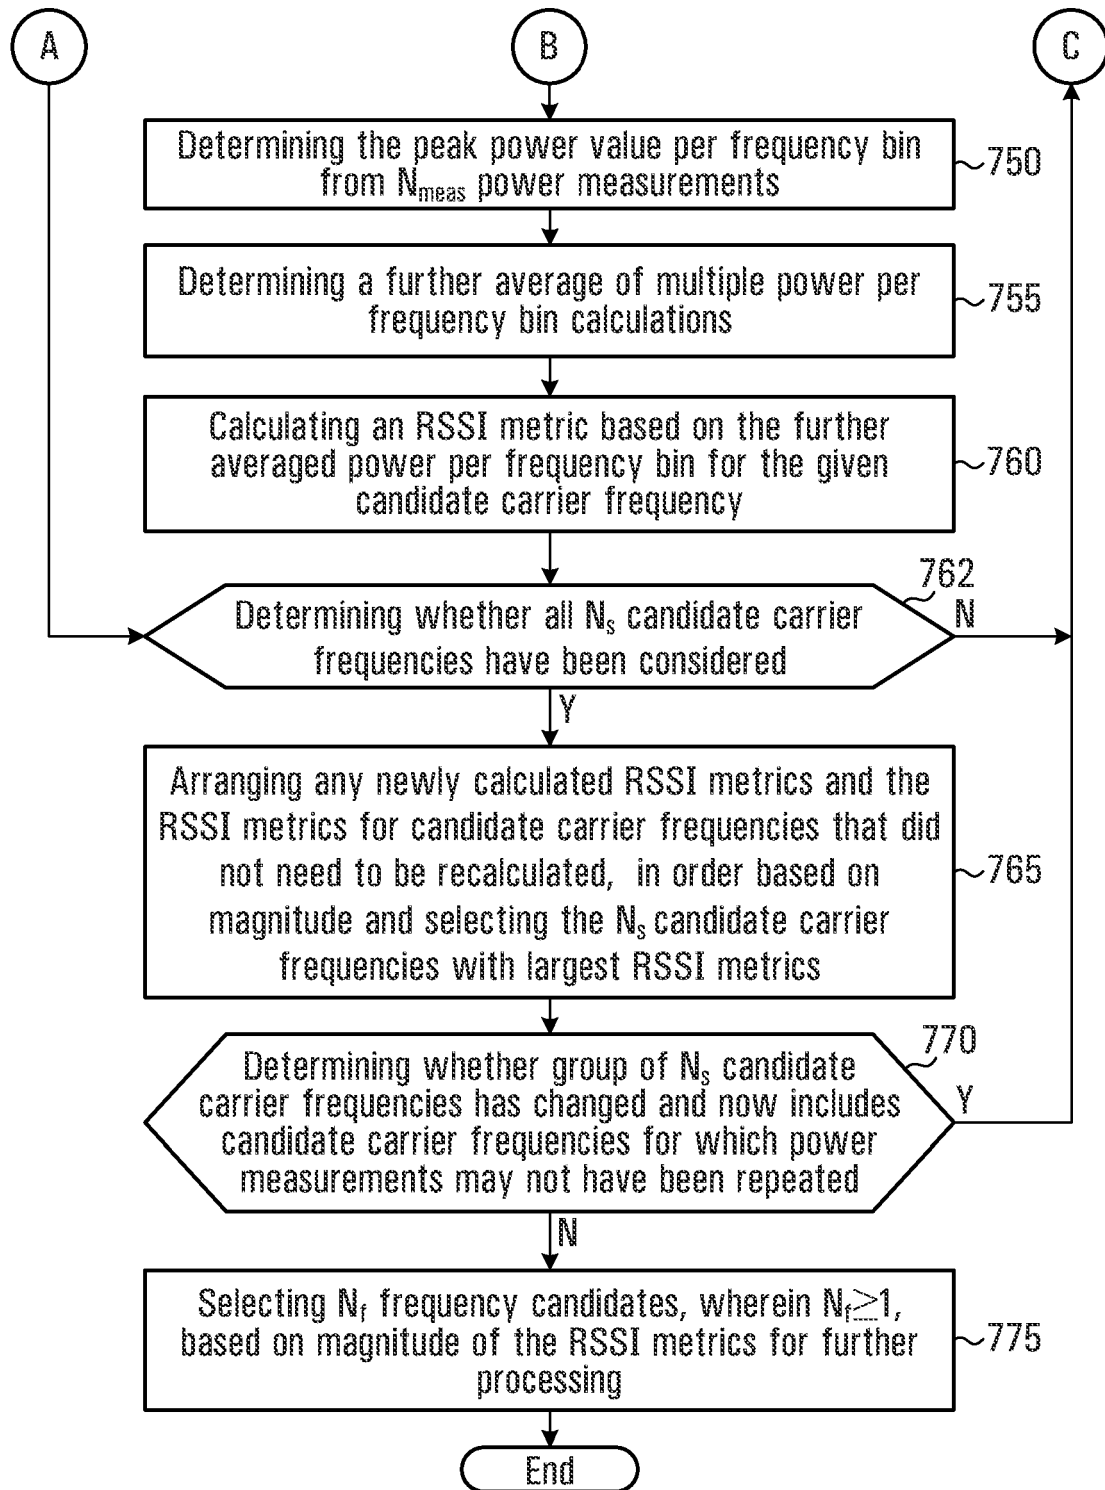 A
B
C
Determining the peak power value per frequency bin
from Nmeas power measurements
750
Determining a further average of multiple power per
frequency bin calculations
755
Calculating an RSSI metric based on the further
averaged power per frequency bin for the given
candidate carrier frequency
760
762
Determining whether all Ns candidate carrier
frequencies have been considered
N
Y
Arranging any newly calculated RSSI metrics and the
RSSI metrics for candidate carrier frequencies that did
not need to be recalculated, in order based on
magnitude and selecting the Ns candidate carrier
frequencies with largest RSSI metrics
765
770
Determining whether group of Ns candidate
carrier frequencies has changed and now includes
candidate carrier frequencies for which power
measurements may not have been repeated
Y
N
Selecting Nf frequency candidates, wherein Nf≥1,
based on magnitude of the RSSI metrics for further
processing
775
End